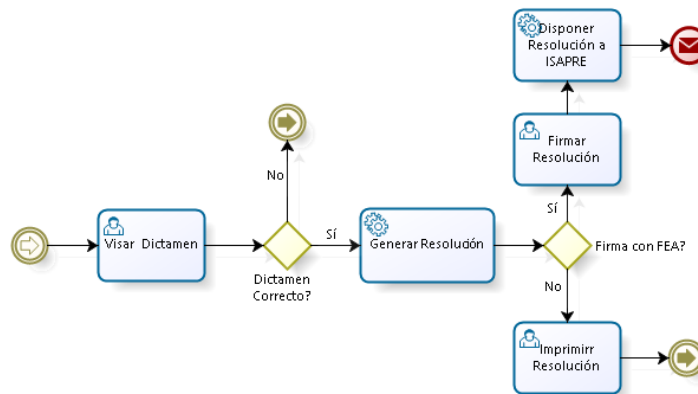 Disponer
Resolución a
ISAPRE
Firmar
Resolución
No
Sí
Visar Dictamen
Sí
Generar Resolución
Firma con FEA?
Dictamen
Correcto?
No
Imprimirr
Resolución